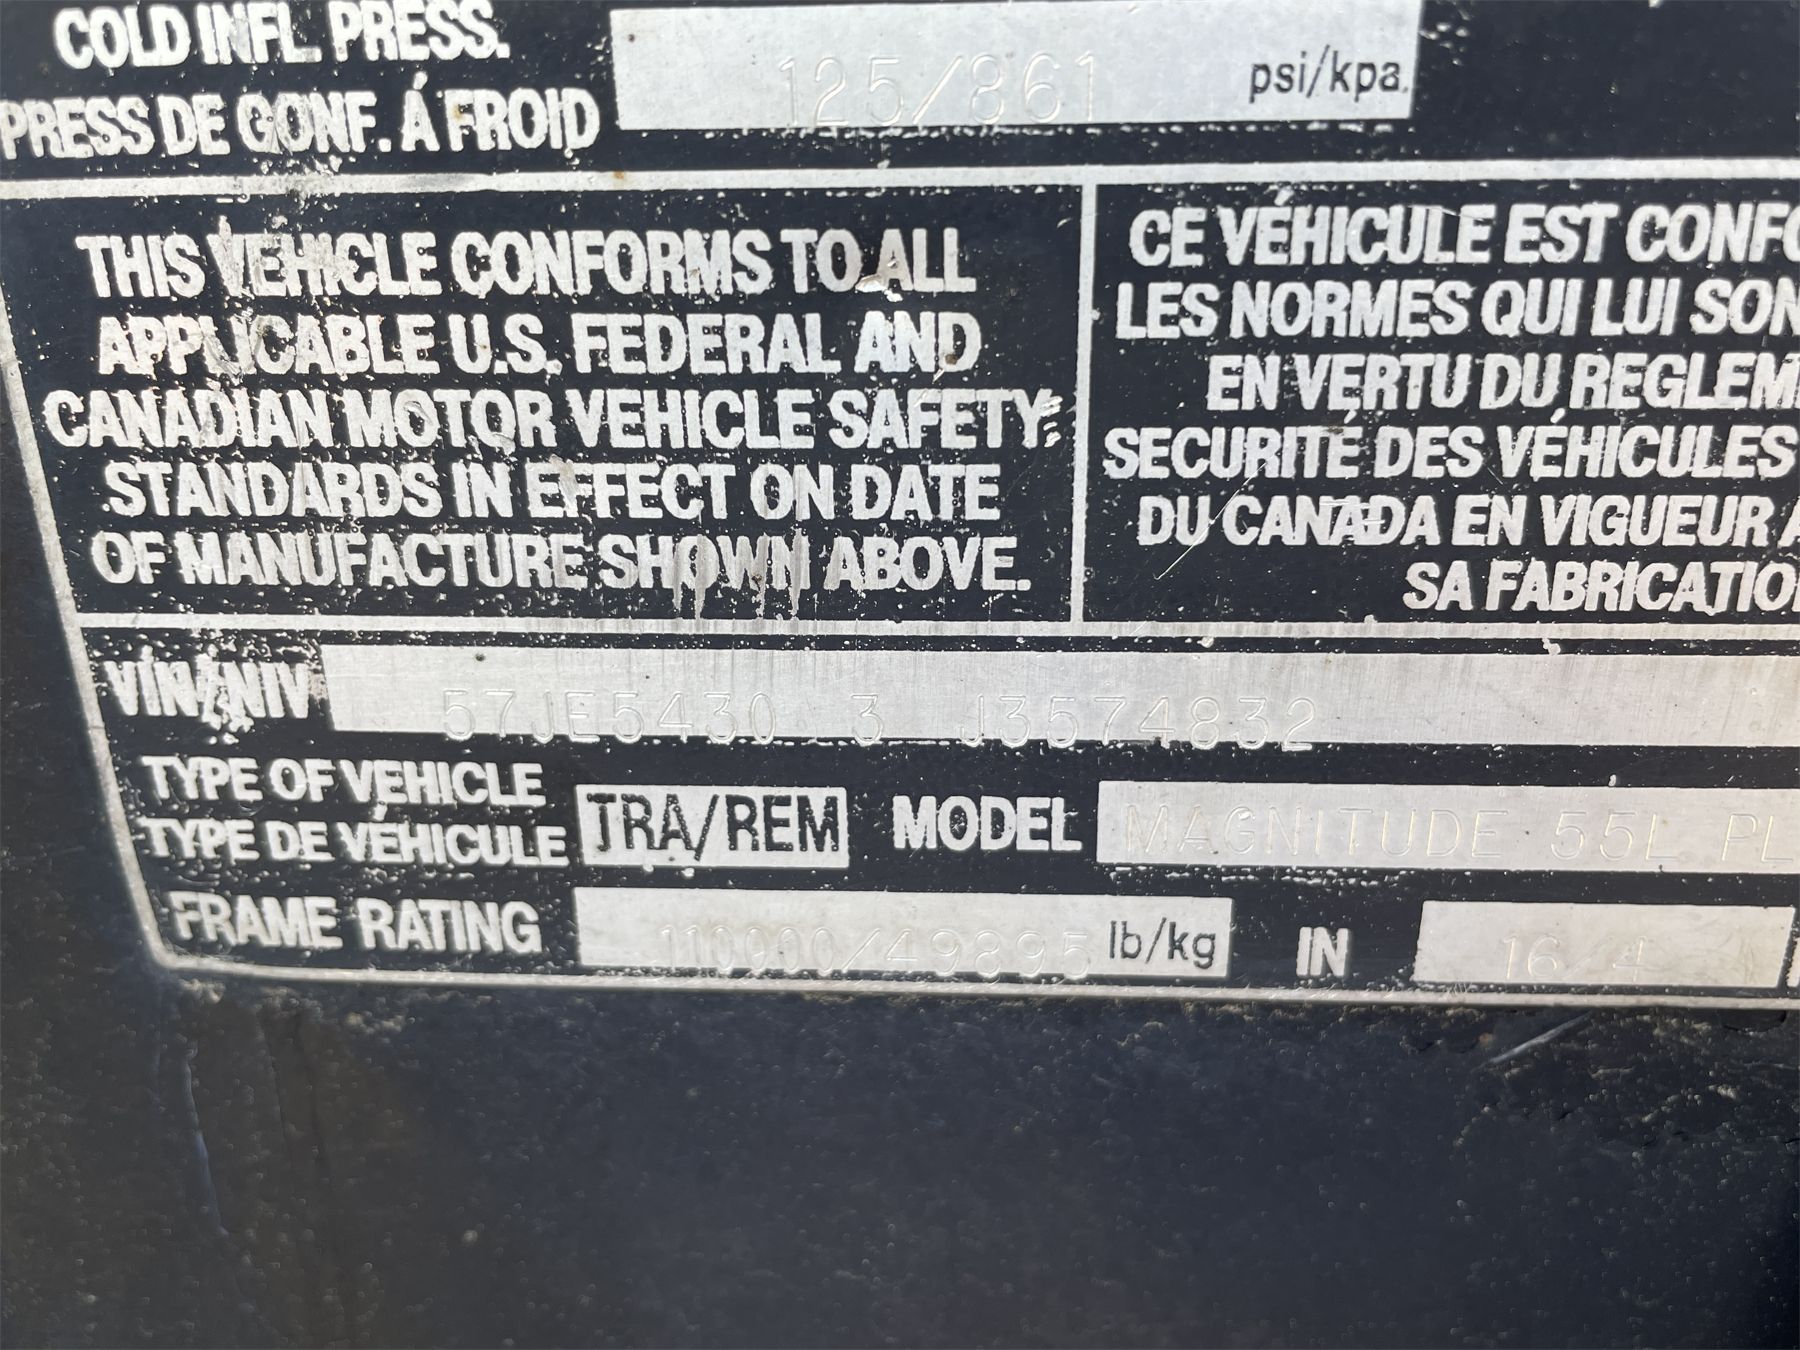 COLD INFL. PRESS.
PRESS DE GONF. Á FROID
125/861 psi/kpa
THIS VEHICLE CONFORMS TO ALL
APPLICABLE U.S. FEDERAL AND
CANADIAN MOTOR VEHICLE SAFETY
STANDARDS IN EFFECT ON DATE
OF MANUFACTURE SHOWN ABOVE.
CE VÉHICULE EST CONFO
LES NORMES QUI LUI SON
EN VERTU DU REGLEM
SECURITÉ DES VÉHICULES
DU CANADA EN VIGUEUR A
SA FABRICATIO
VIN/NIV 57JE5430 3 J3574832
TYPE OF VEHICLE
TYPE DE VÉHICULE
TRA/REM MODEL MAGNITUDE 55L PL
FRAME RATING 110000/49895 lb/kg IN 16/4